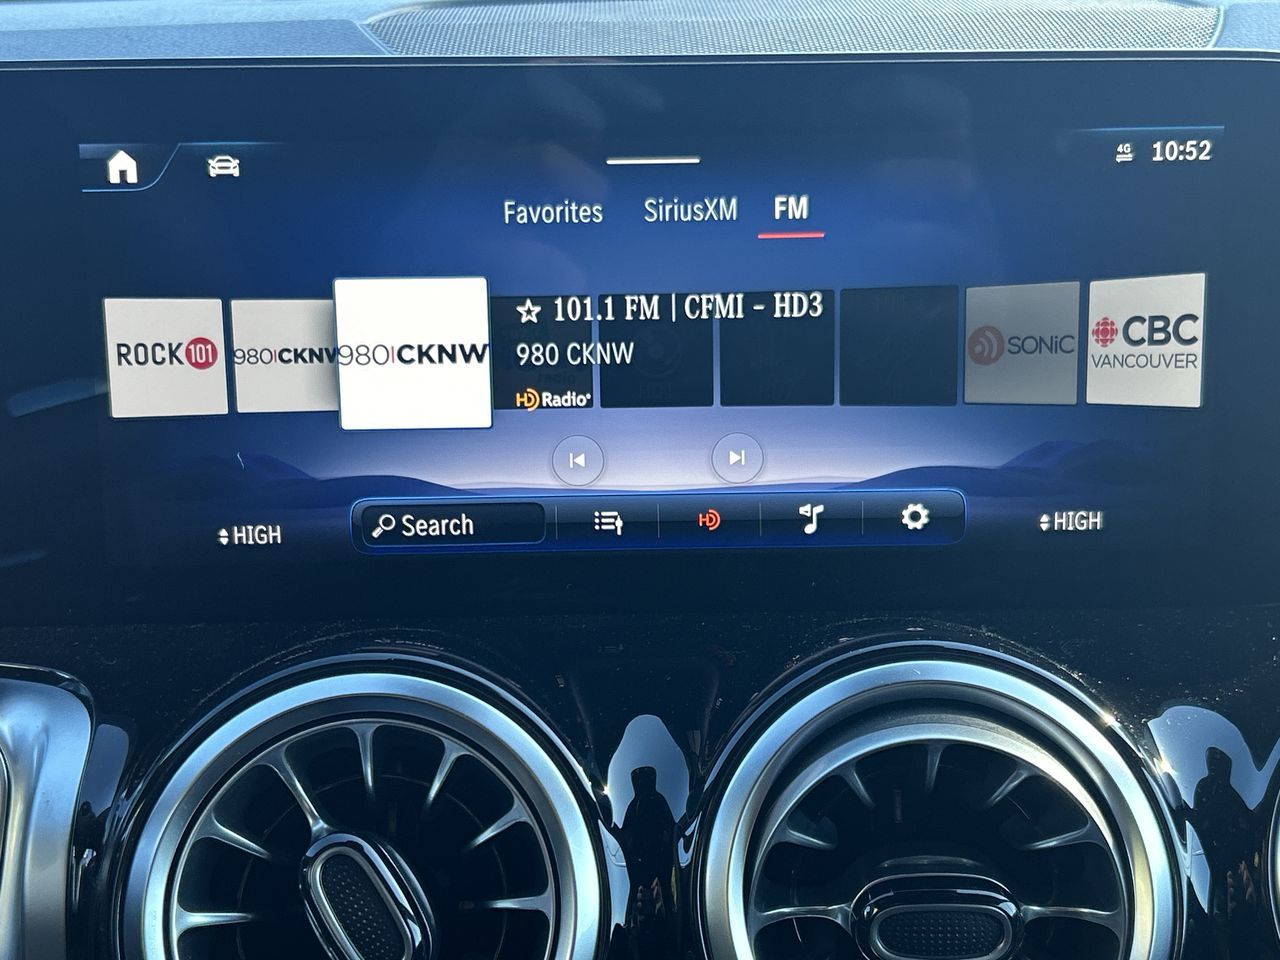 4G 10:52
Favorites SiriusXM FM
ROCK 101
980|CKNW
980|CKNW
☆ 101.1 FM | CFMI - HD3
980 CKNW
HD Radio®
SONiC
CBC
VANCOUVER
HIGH
Search
HD
HIGH